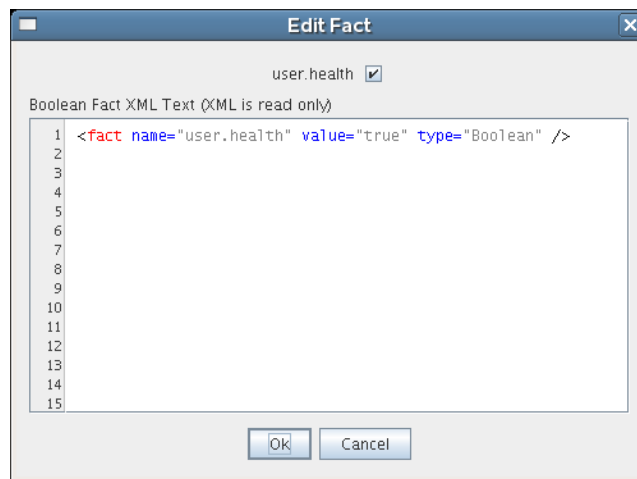 Edit Fact
user.health
Boolean Fact XML Text (XML is read only)
1 <fact name="user.health" value="true" type="Boolean" />
2
3
4
5
6
7
8
9
10
11
12
13
14
15
Ok Cancel